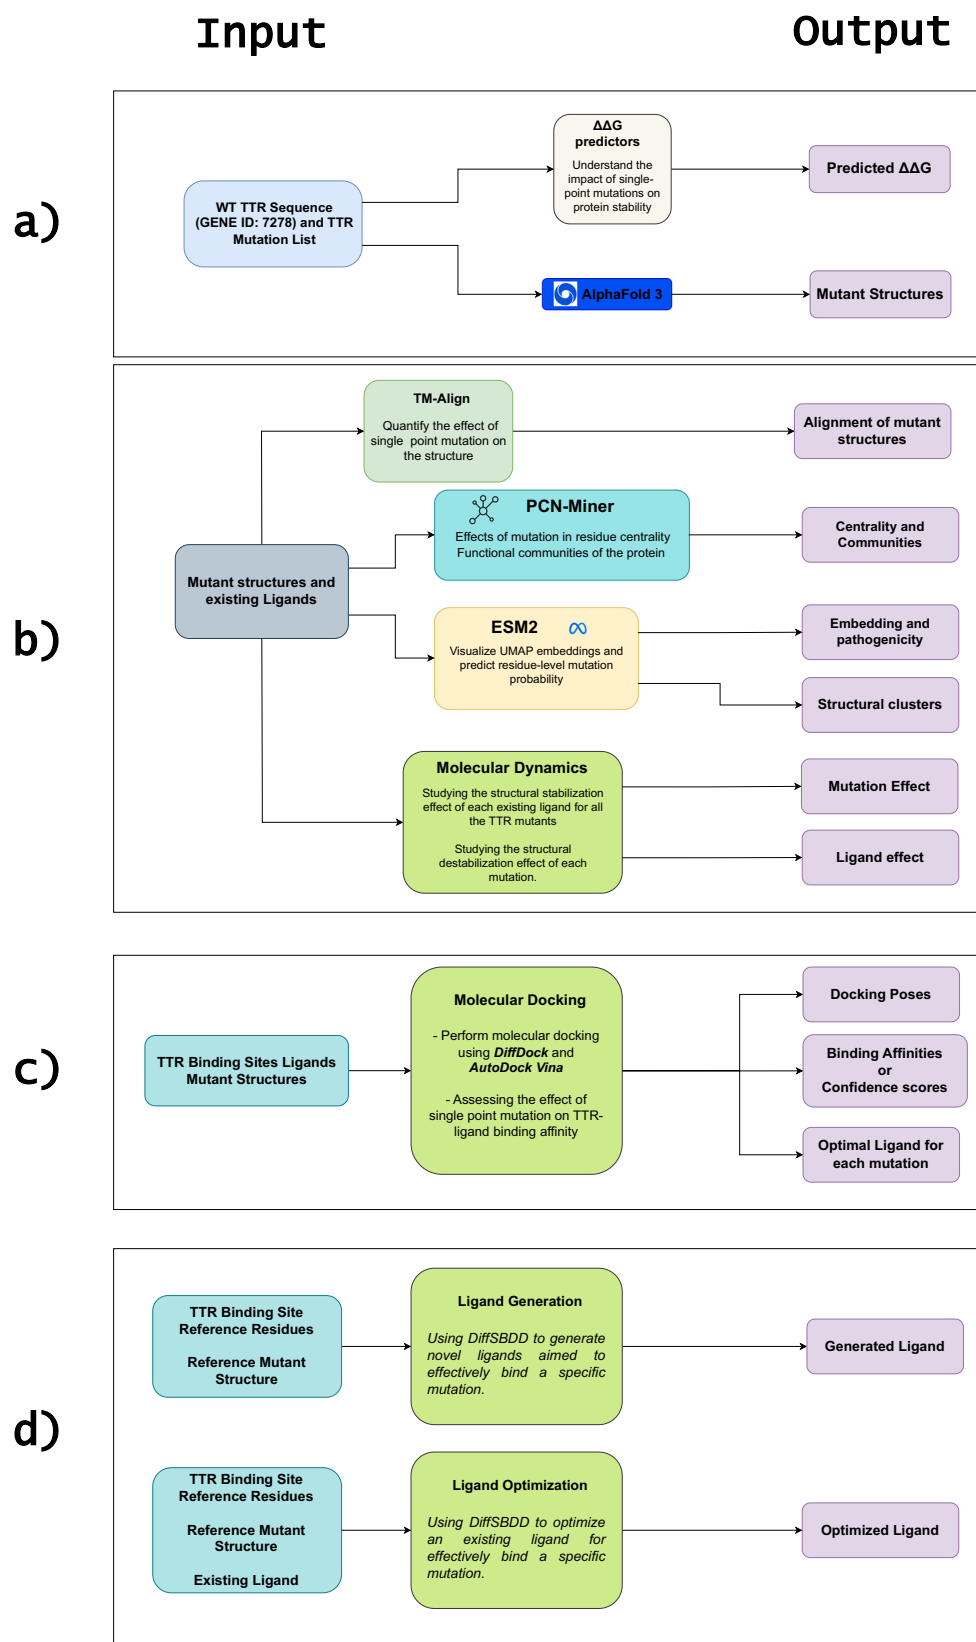 Input
Output
a)
WT TTR Sequence
(GENE ID: 7278) and TTR
Mutation List
ΔΔG
predictors
Understand the
impact of single-
point mutations on
protein stability
Predicted ΔΔG
AlphaFold 3
Mutant Structures
b)
Mutant structures and
existing Ligands
TM-Align
Quantify the effect of
single point mutation on
the structure
Alignment of mutant
structures
PCN-Miner
Effects of mutation in residue centrality
Functional communities of the protein
Centrality and
Communities
ESM2
Visualize UMAP embeddings and
predict residue-level mutation
probability
Embedding and
pathogenicity
Structural clusters
Molecular Dynamics
Studying the structural stabilization
effect of each existing ligand for all
the TTR mutants
Studying the structural
destabilization effect of each
mutation.
Mutation Effect
Ligand effect
c)
TTR Binding Sites Ligands
Mutant Structures
Molecular Docking
- Perform molecular docking
using DiffDock and
AutoDock Vina
- Assessing the effect of
single point mutation on TTR-
ligand binding affinity
Docking Poses
Binding Affinities
or
Confidence scores
Optimal Ligand for
each mutation
d)
TTR Binding Site
Reference Residues
Reference Mutant
Structure
Ligand Generation
Using DiffSBDD to generate
novel ligands aimed to
effectively bind a specific
mutation.
Generated Ligand
TTR Binding Site
Reference Residues
Reference Mutant
Structure
Existing Ligand
Ligand Optimization
Using DiffSBDD to optimize
an existing ligand for
effectively bind a specific
mutation.
Optimized Ligand